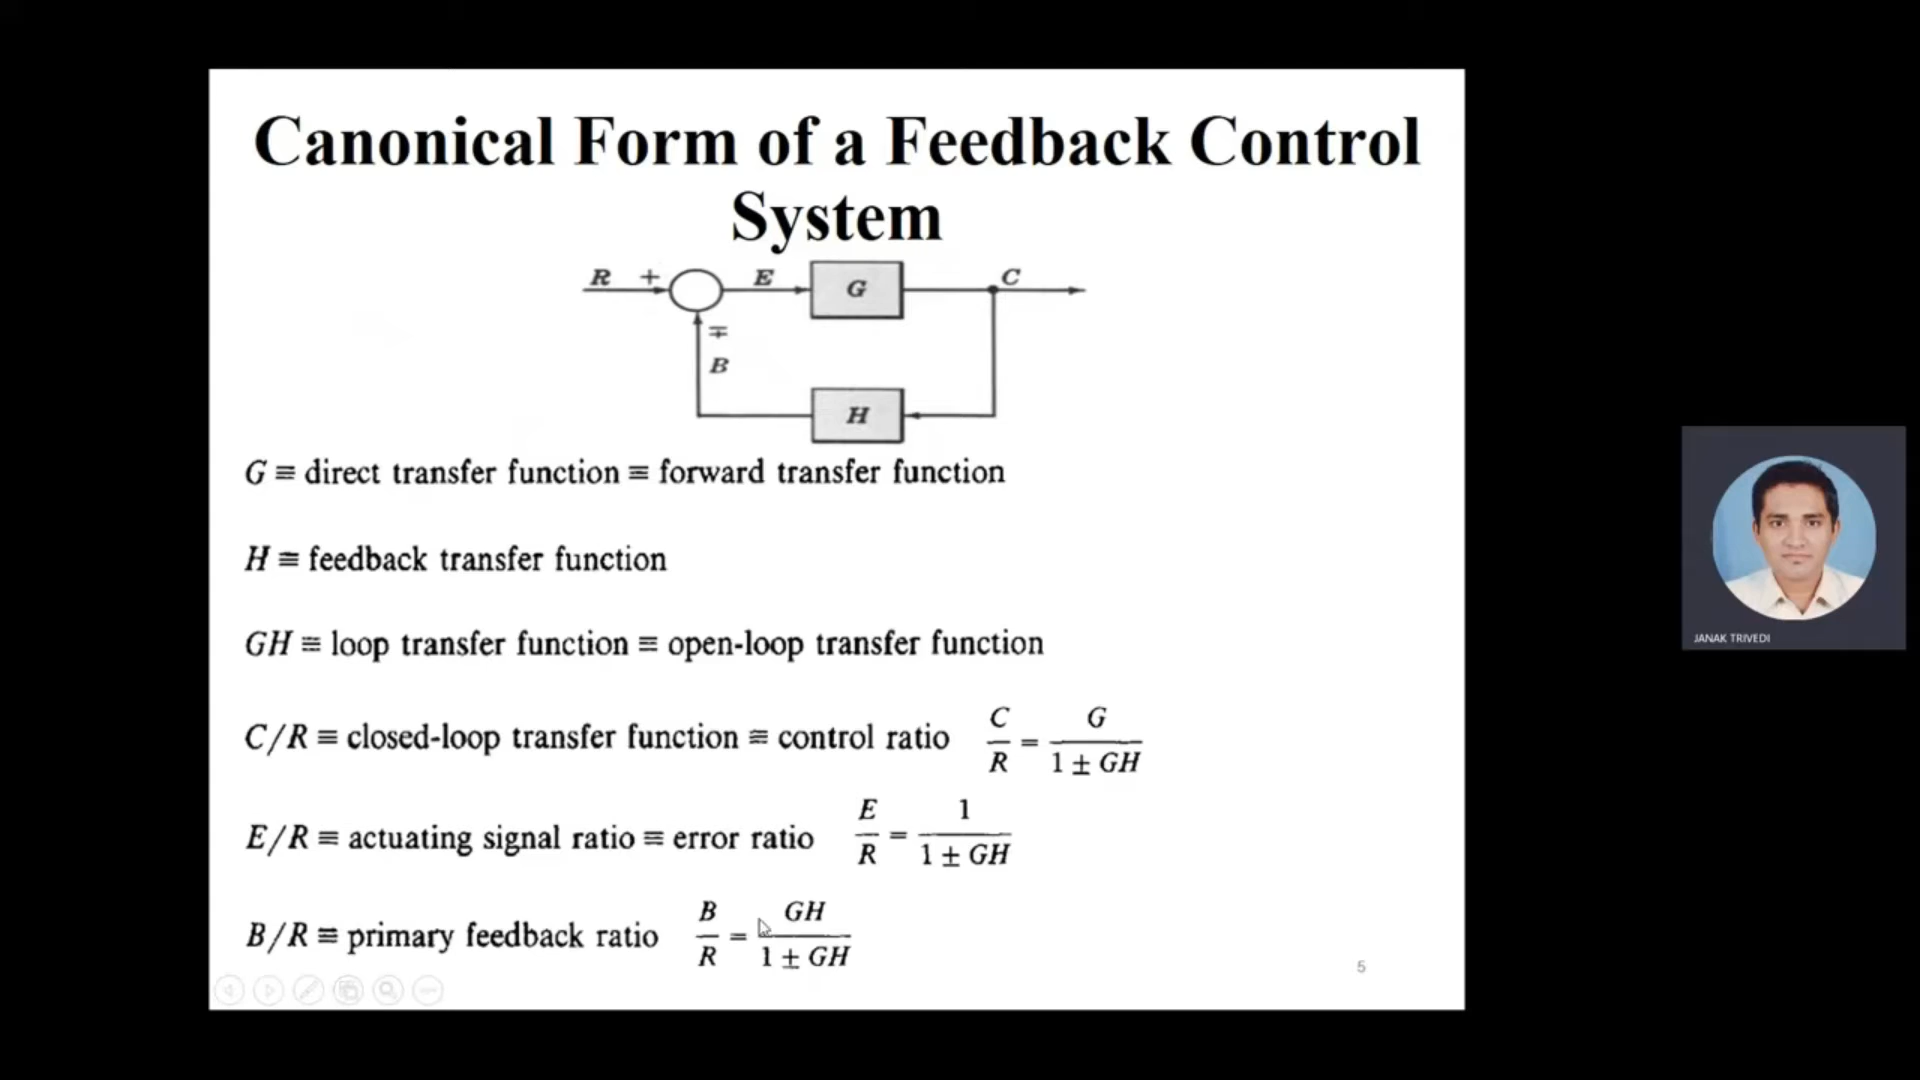 Canonical Form of a Feedback Control
System
R + E G C
∓
B
H
G ≡ direct transfer function ≡ forward transfer function
H ≡ feedback transfer function
GH ≡ loop transfer function ≡ open-loop transfer function
C/R ≡ closed-loop transfer function ≡ control ratio C/R = G/(1 ± GH)
E/R ≡ actuating signal ratio ≡ error ratio E/R = 1/(1 ± GH)
B/R ≡ primary feedback ratio B/R = GH/(1 ± GH)
5
JANAK TRIVEDI